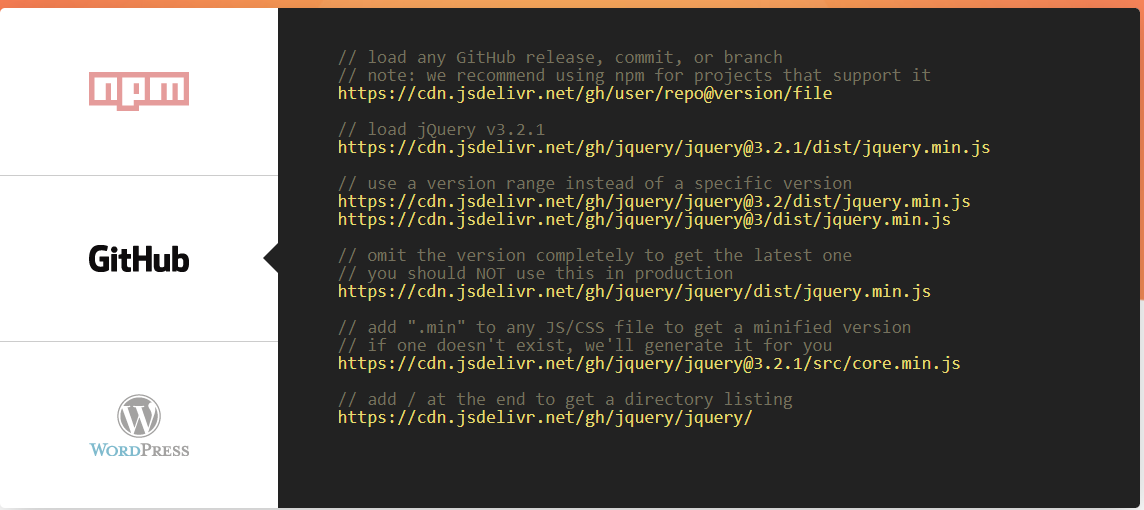 npm
GitHub
WORDPRESS
// load any GitHub release, commit, or branch
// note: we recommend using npm for projects that support it
https://cdn.jsdelivr.net/gh/user/repo@version/file
// load jQuery v3.2.1
https://cdn.jsdelivr.net/gh/jquery/jquery@3.2.1/dist/jquery.min.js
// use a version range instead of a specific version
https://cdn.jsdelivr.net/gh/jquery/jquery@3.2/dist/jquery.min.js
https://cdn.jsdelivr.net/gh/jquery/jquery@3/dist/jquery.min.js
// omit the version completely to get the latest one
// you should NOT use this in production
https://cdn.jsdelivr.net/gh/jquery/jquery/dist/jquery.min.js
// add ".min" to any JS/CSS file to get a minified version
// if one doesn't exist, we'll generate it for you
https://cdn.jsdelivr.net/gh/jquery/jquery@3.2.1/src/core.min.js
// add / at the end to get a directory listing
https://cdn.jsdelivr.net/gh/jquery/jquery/